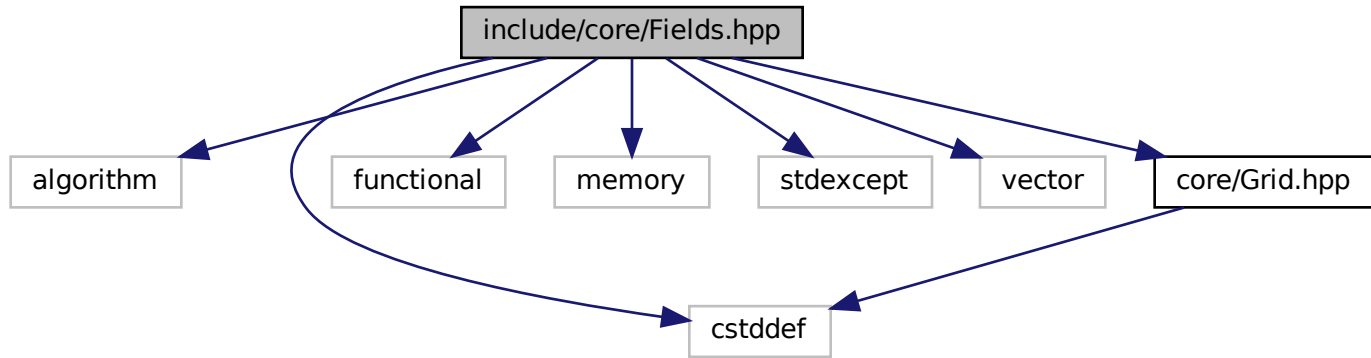 include/core/Fields.hpp
algorithm
functional
memory
stdexcept
vector
core/Grid.hpp
cstddef